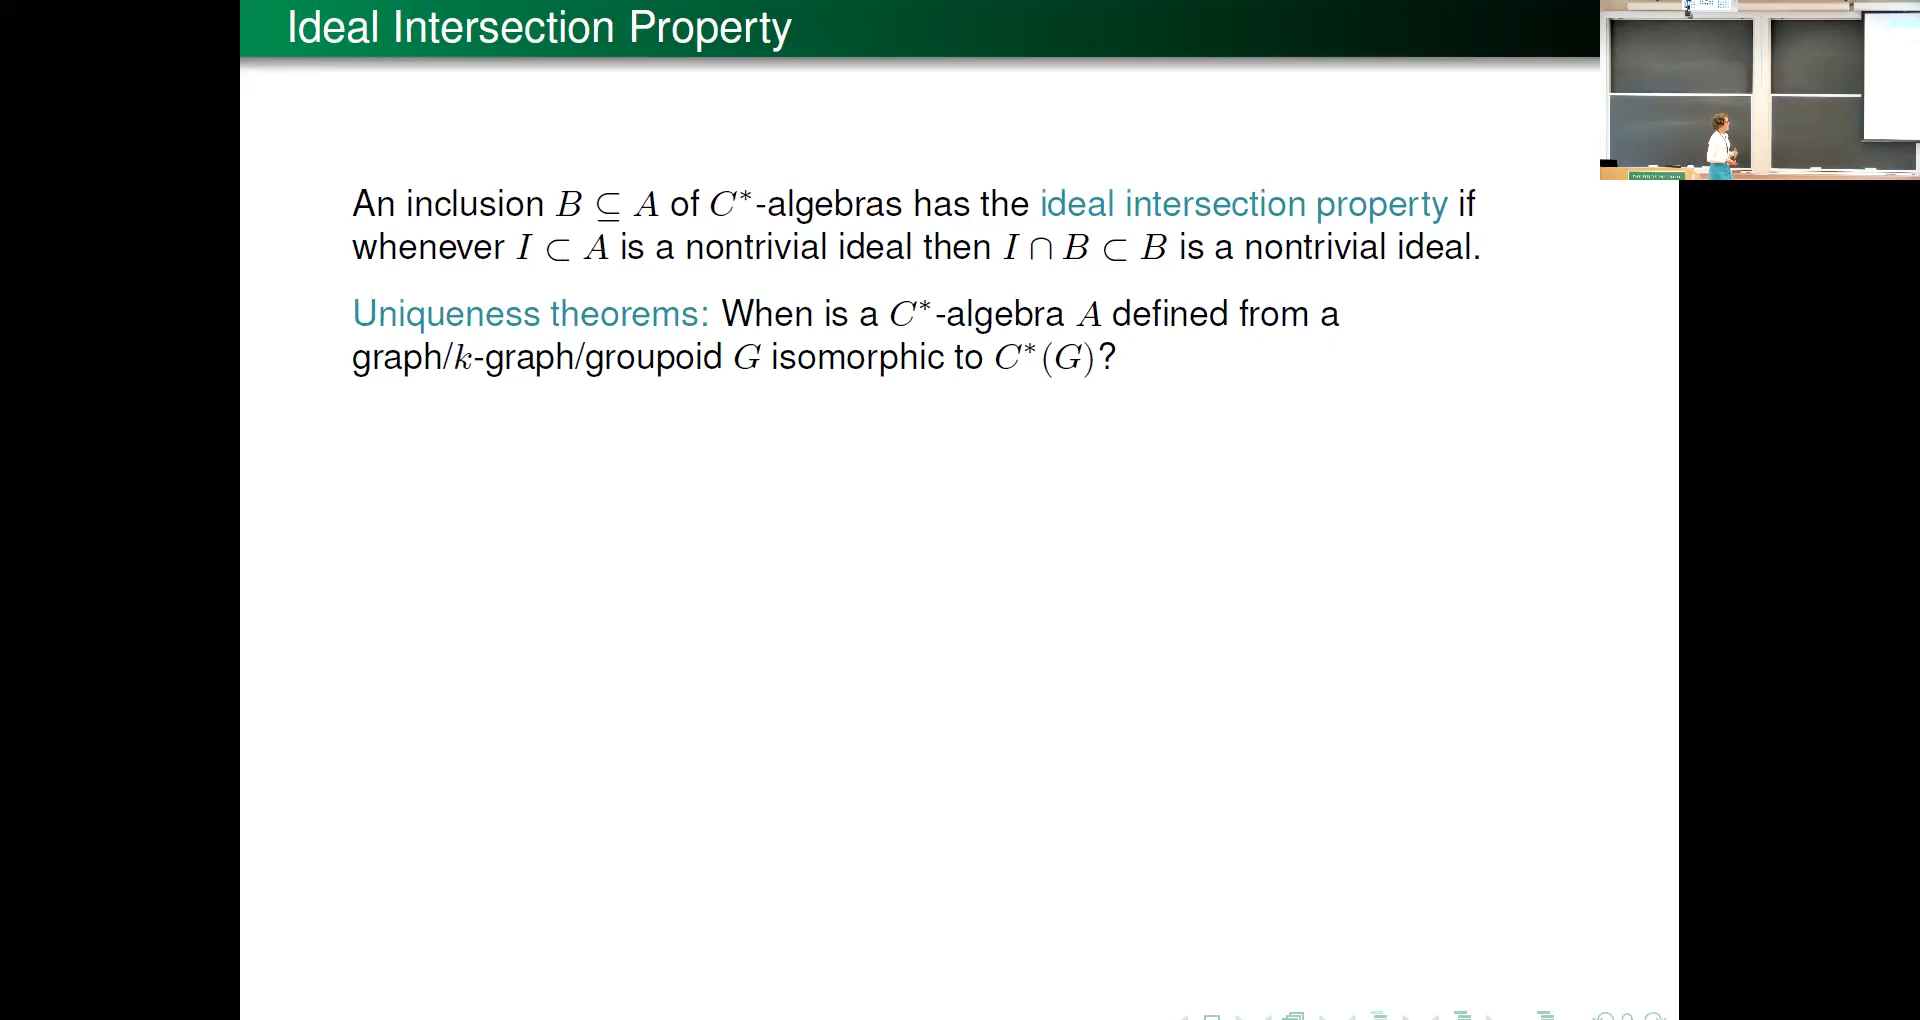 Ideal Intersection Property
An inclusion B ⊆ A of C*-algebras has the ideal intersection property if
whenever I ⊂ A is a nontrivial ideal then I ∩ B ⊂ B is a nontrivial ideal.
Uniqueness theorems: When is a C*-algebra A defined from a
graph/k-graph/groupoid G isomorphic to C*(G)?